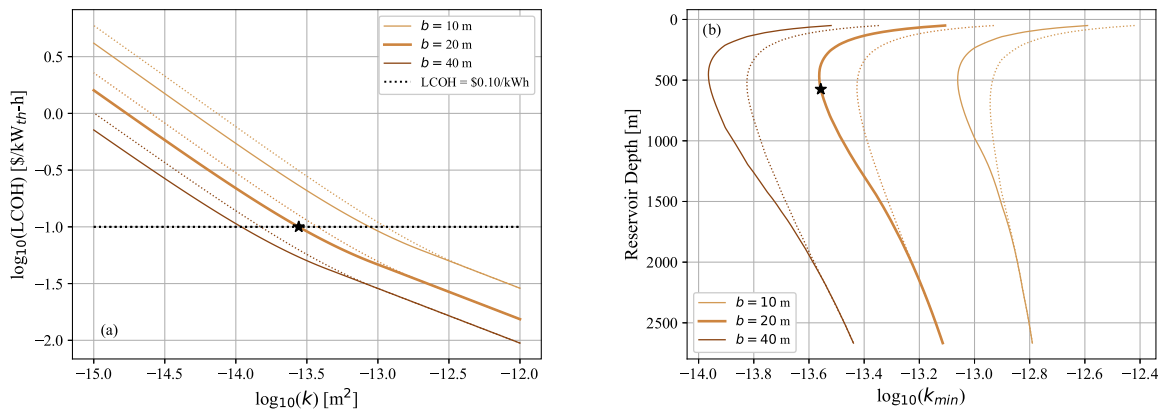 0.5
0.0
−0.5
−1.0
−1.5
−2.0
log₁₀(LCOH) [$/kWₜₕ-h]
b = 10 m
b = 20 m
b = 40 m
LCOH = $0.10/kWh
(a)
−15.0 −14.5 −14.0 −13.5 −13.0 −12.5 −12.0
log₁₀(k) [m²]
(b)
0
500
1000
1500
2000
2500
Reservoir Depth [m]
b = 10 m
b = 20 m
b = 40 m
−14.0 −13.8 −13.6 −13.4 −13.2 −13.0 −12.8 −12.6 −12.4
log₁₀(kₘᵢₙ)